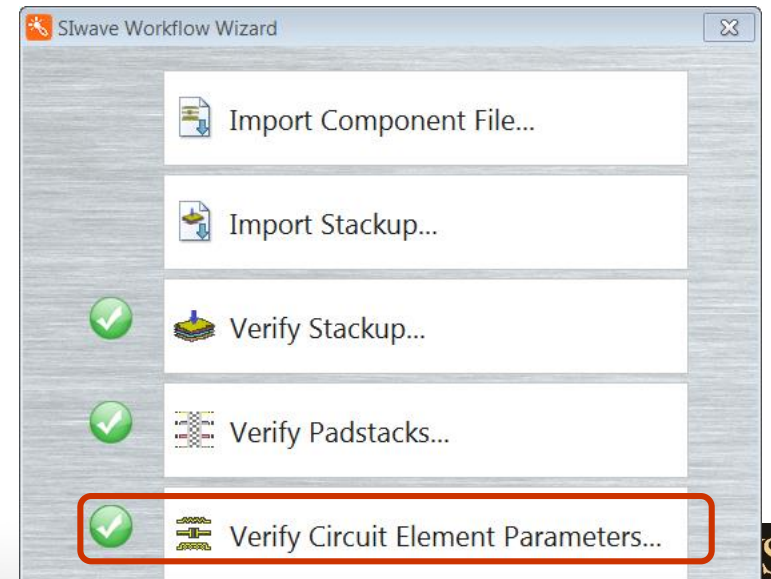 SIwave Workflow Wizard
Import Component File...
Import Stackup...
Verify Stackup...
Verify Padstacks...
Verify Circuit Element Parameters...